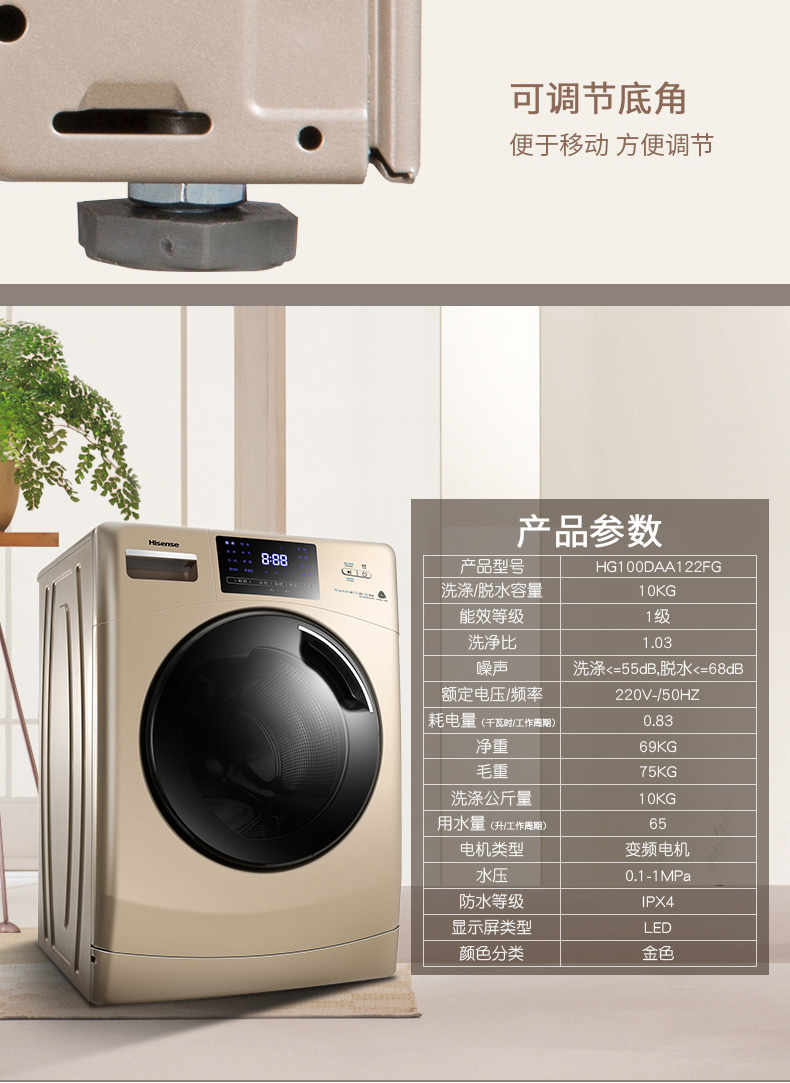 可调节底角
便于移动 方便调节
Hisense
8:88
产品参数
产品型号 HG100DAA122FG
洗涤/脱水容量 10KG
能效等级 1级
洗净比 1.03
噪声 洗涤<=55dB,脱水<=68dB
额定电压/频率 220V-/50HZ
耗电量（千瓦时/工作周期） 0.83
净重 69KG
毛重 75KG
洗涤公斤量 10KG
用水量（升/工作周期） 65
电机类型 变频电机
水压 0.1-1MPa
防水等级 IPX4
显示屏类型 LED
颜色分类 金色